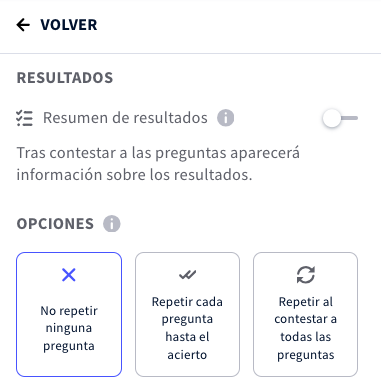 VOLVER
RESULTADOS
Resumen de resultados
Tras contestar a las preguntas aparecerá
información sobre los resultados.
OPCIONES
No repetir
ninguna
pregunta
Repetir cada
pregunta
hasta el
acierto
Repetir al
contestar a
todas las
preguntas